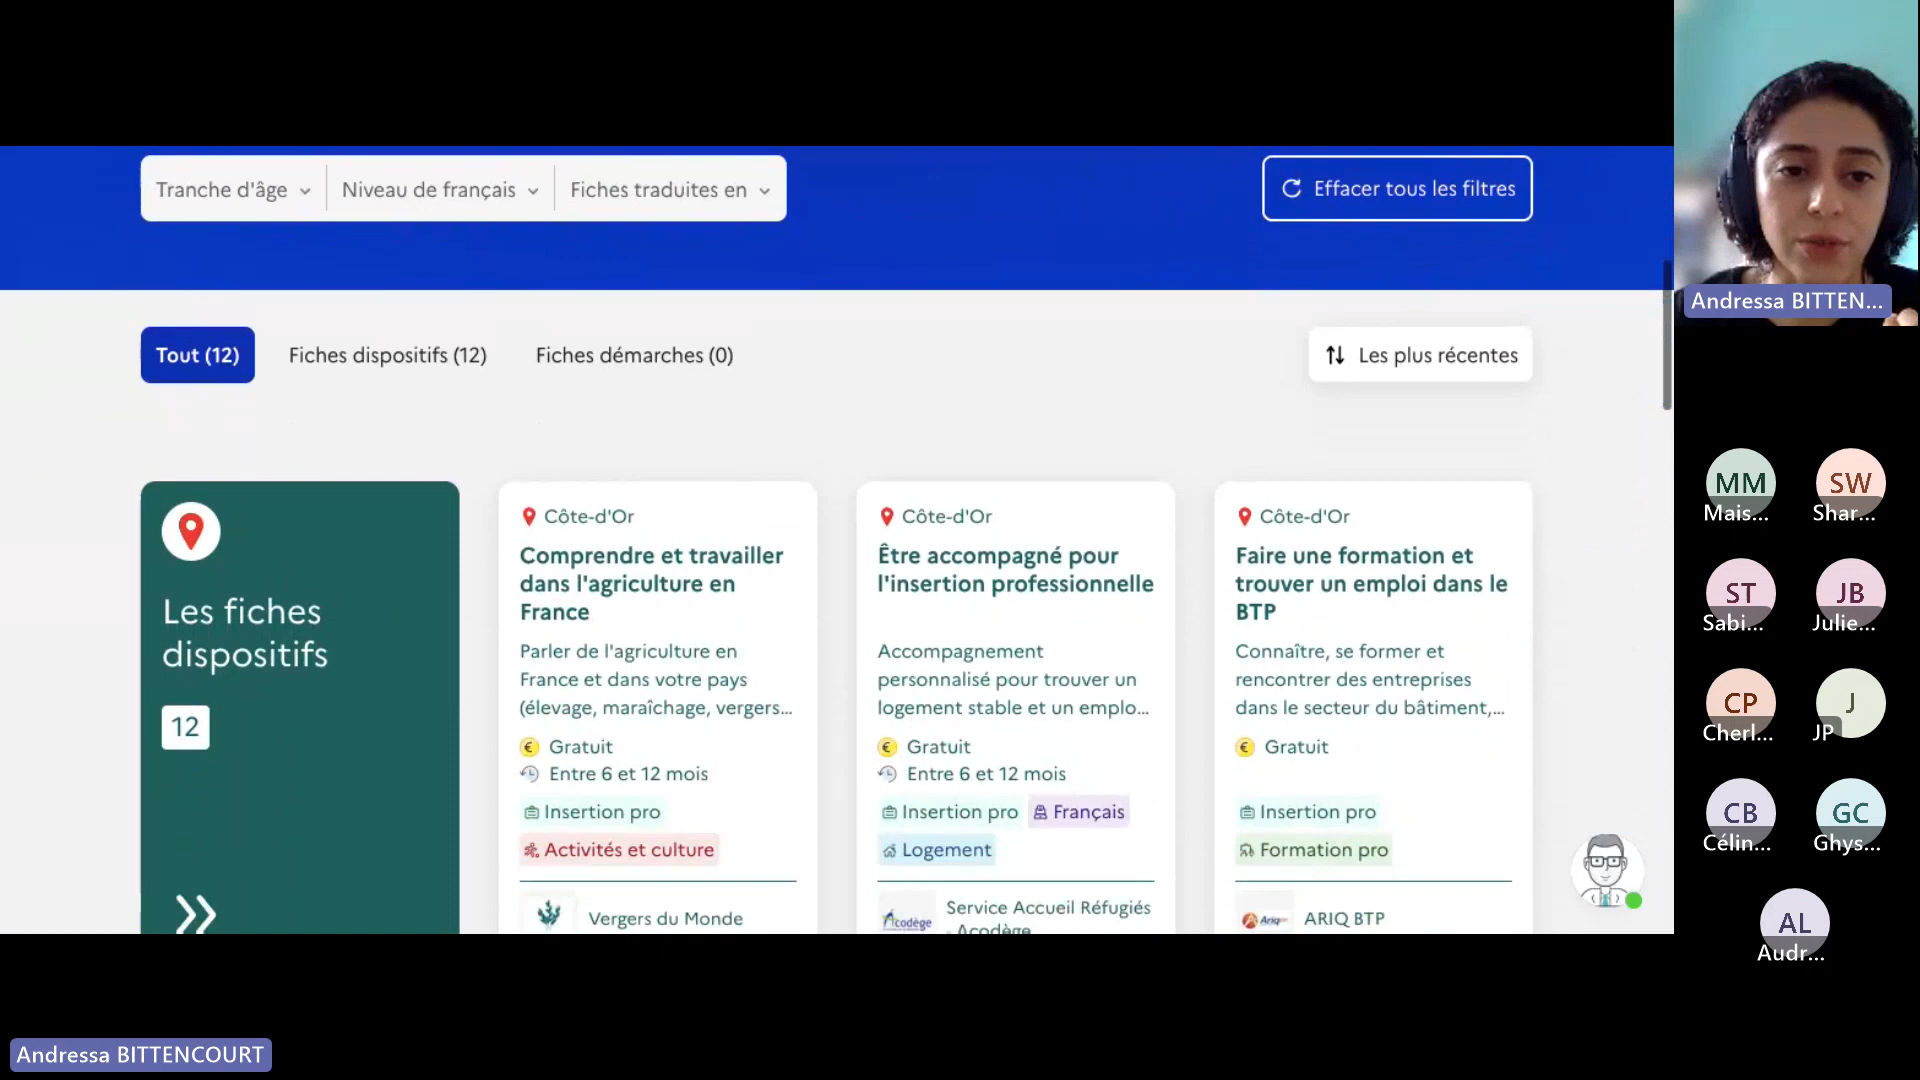 Tranche d'âge
Niveau de français
Fiches traduites en
Effacer tous les filtres
Andressa BITTEN...
Tout (12)
Fiches dispositifs (12)
Fiches démarches (0)
Les plus récentes
Les fiches
dispositifs
12
Côte-d'Or
Comprendre et travailler
dans l'agriculture en
France
Parler de l'agriculture en
France et dans votre pays
(élevage, maraîchage, vergers...
Gratuit
Entre 6 et 12 mois
Insertion pro
Activités et culture
Vergers du Monde
Côte-d'Or
Être accompagné pour
l'insertion professionnelle
Accompagnement
personnalisé pour trouver un
logement stable et un emplo...
Gratuit
Entre 6 et 12 mois
Insertion pro
Français
Logement
Acodège
Service Accueil Réfugiés
- Acodège
Côte-d'Or
Faire une formation et
trouver un emploi dans le
BTP
Connaître, se former et
rencontrer des entreprises
dans le secteur du bâtiment,...
Gratuit
Insertion pro
Formation pro
Ariq
ARIQ BTP
MM
Mais...
SW
Shar...
ST
Sabi...
JB
Julie...
CP
Cherl...
J
JP
CB
Célin...
GC
Ghys...
AL
Audr...
Andressa BITTENCOURT